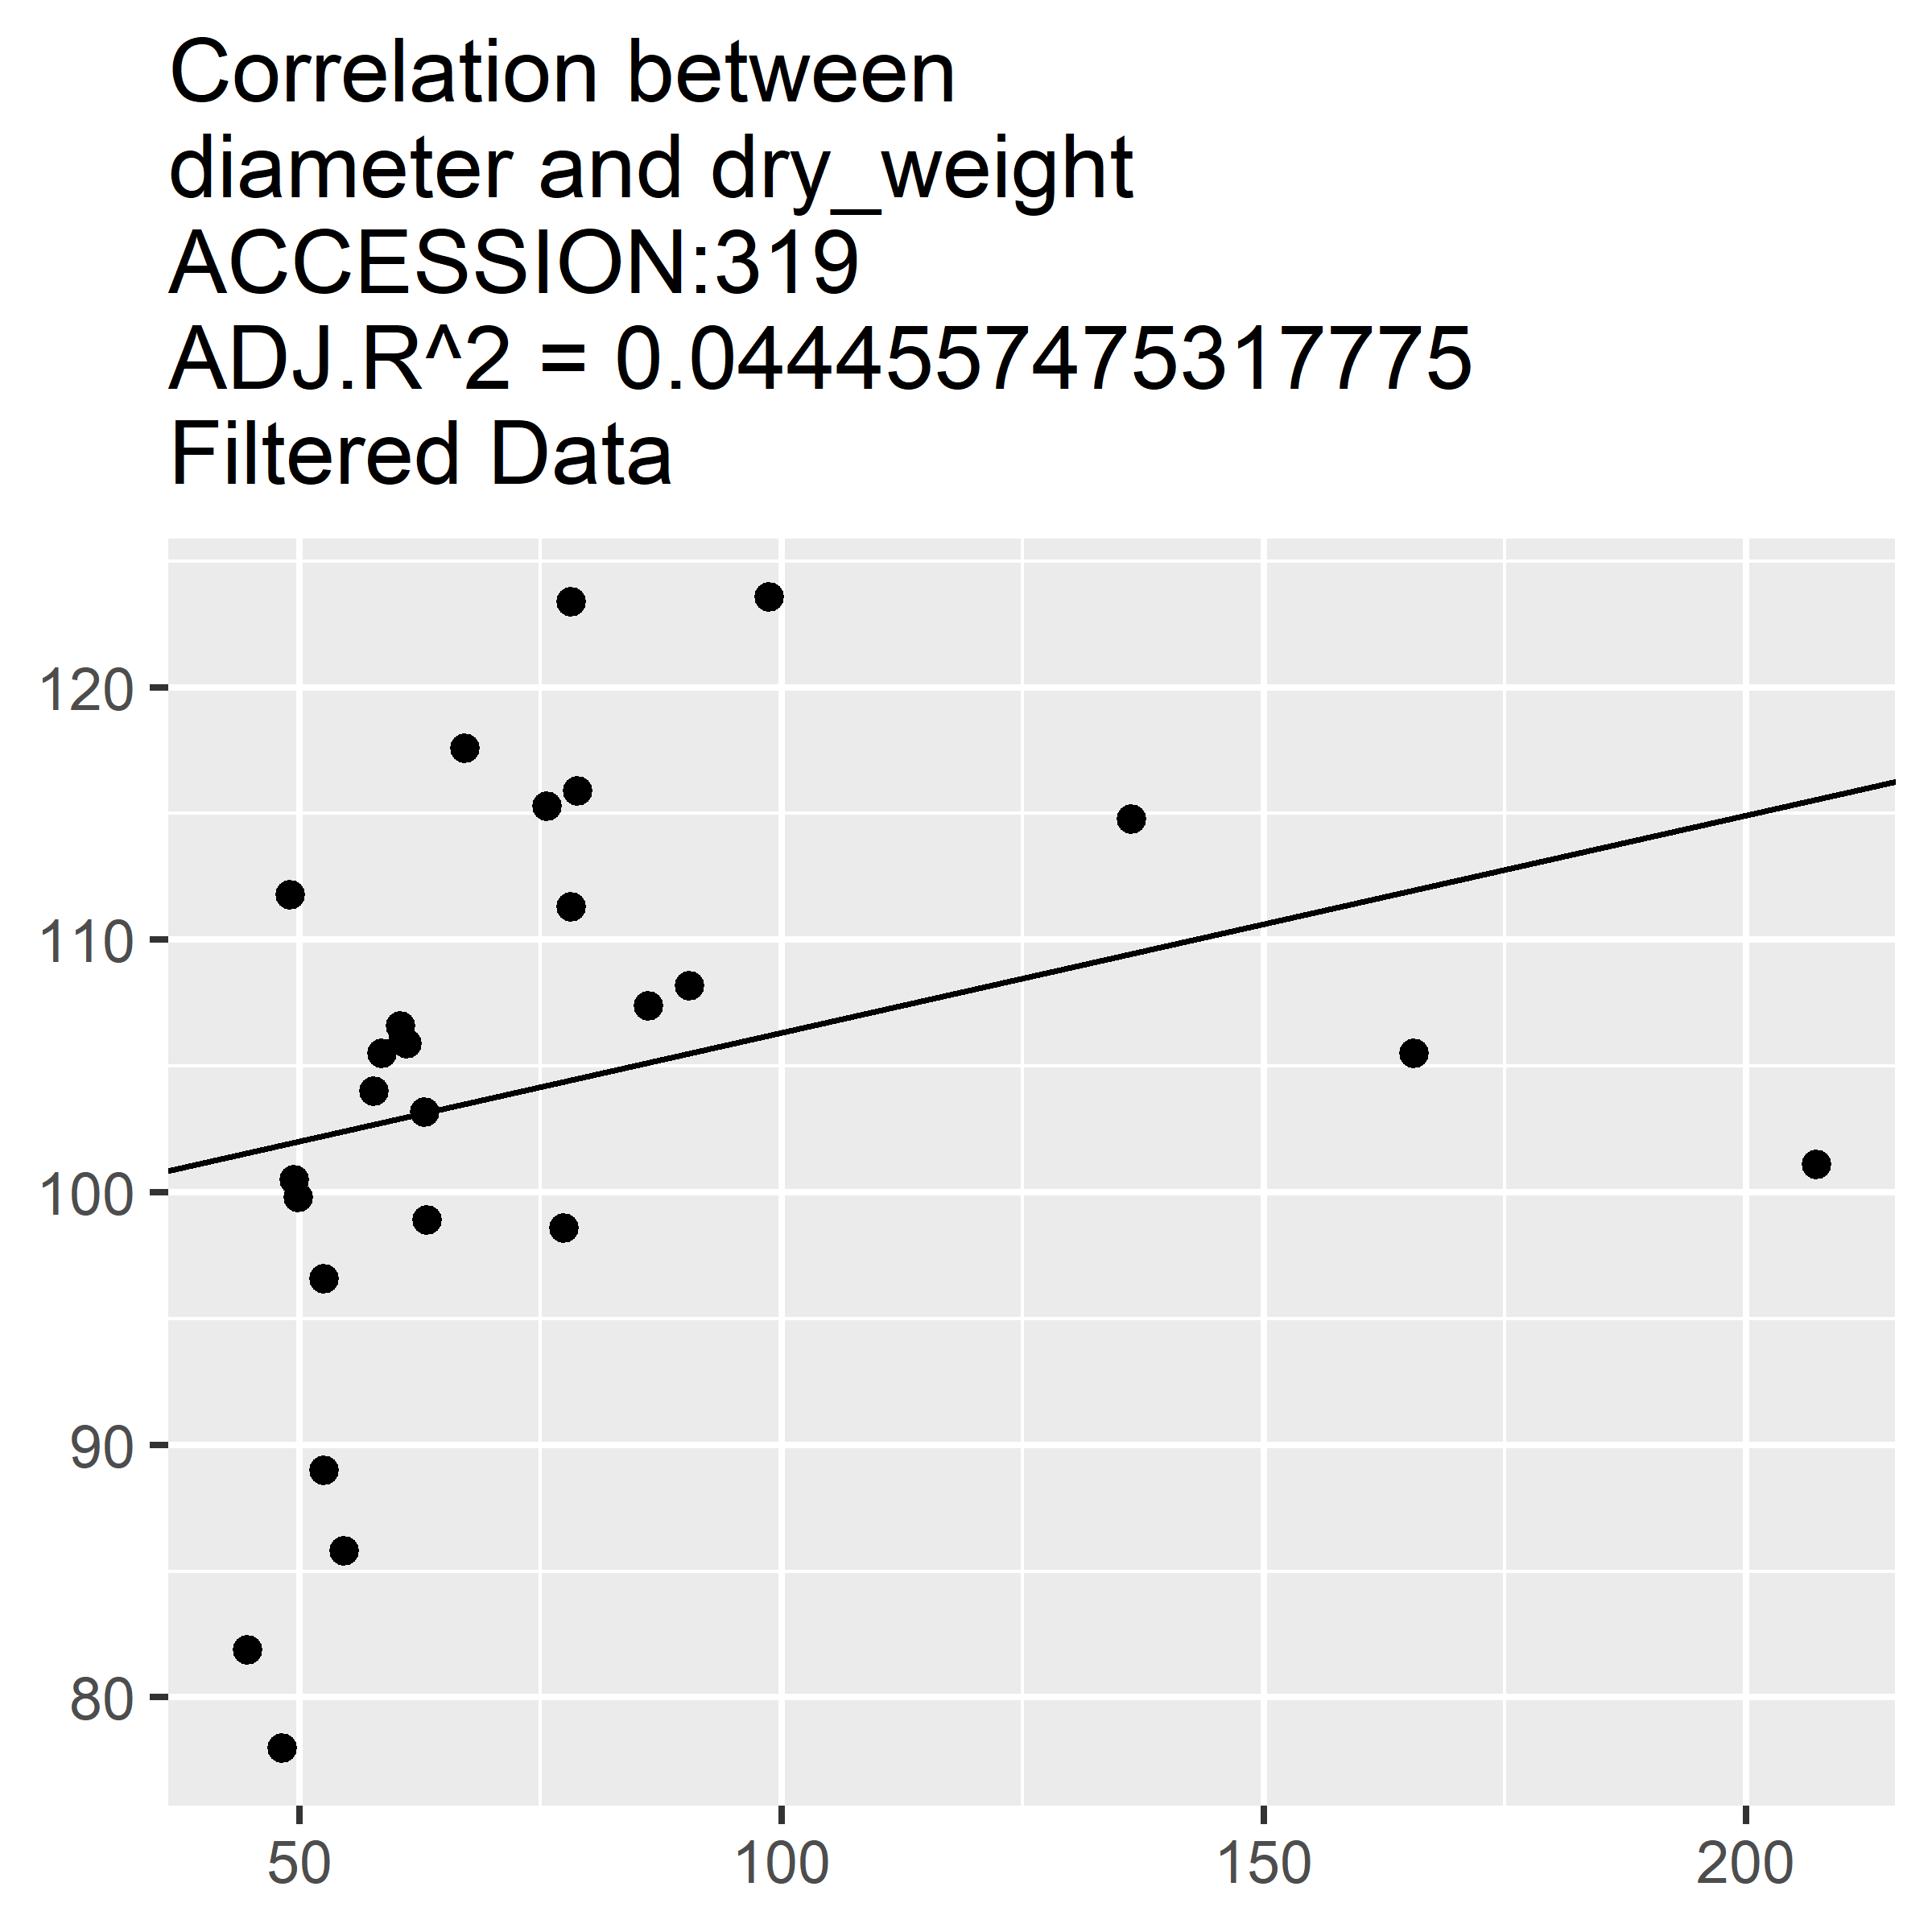 Correlation between
diameter and dry_weight
ACCESSION:319
ADJ.R^2 = 0.0444557475317775
Filtered Data
120
110
100
90
80
50 100 150 200